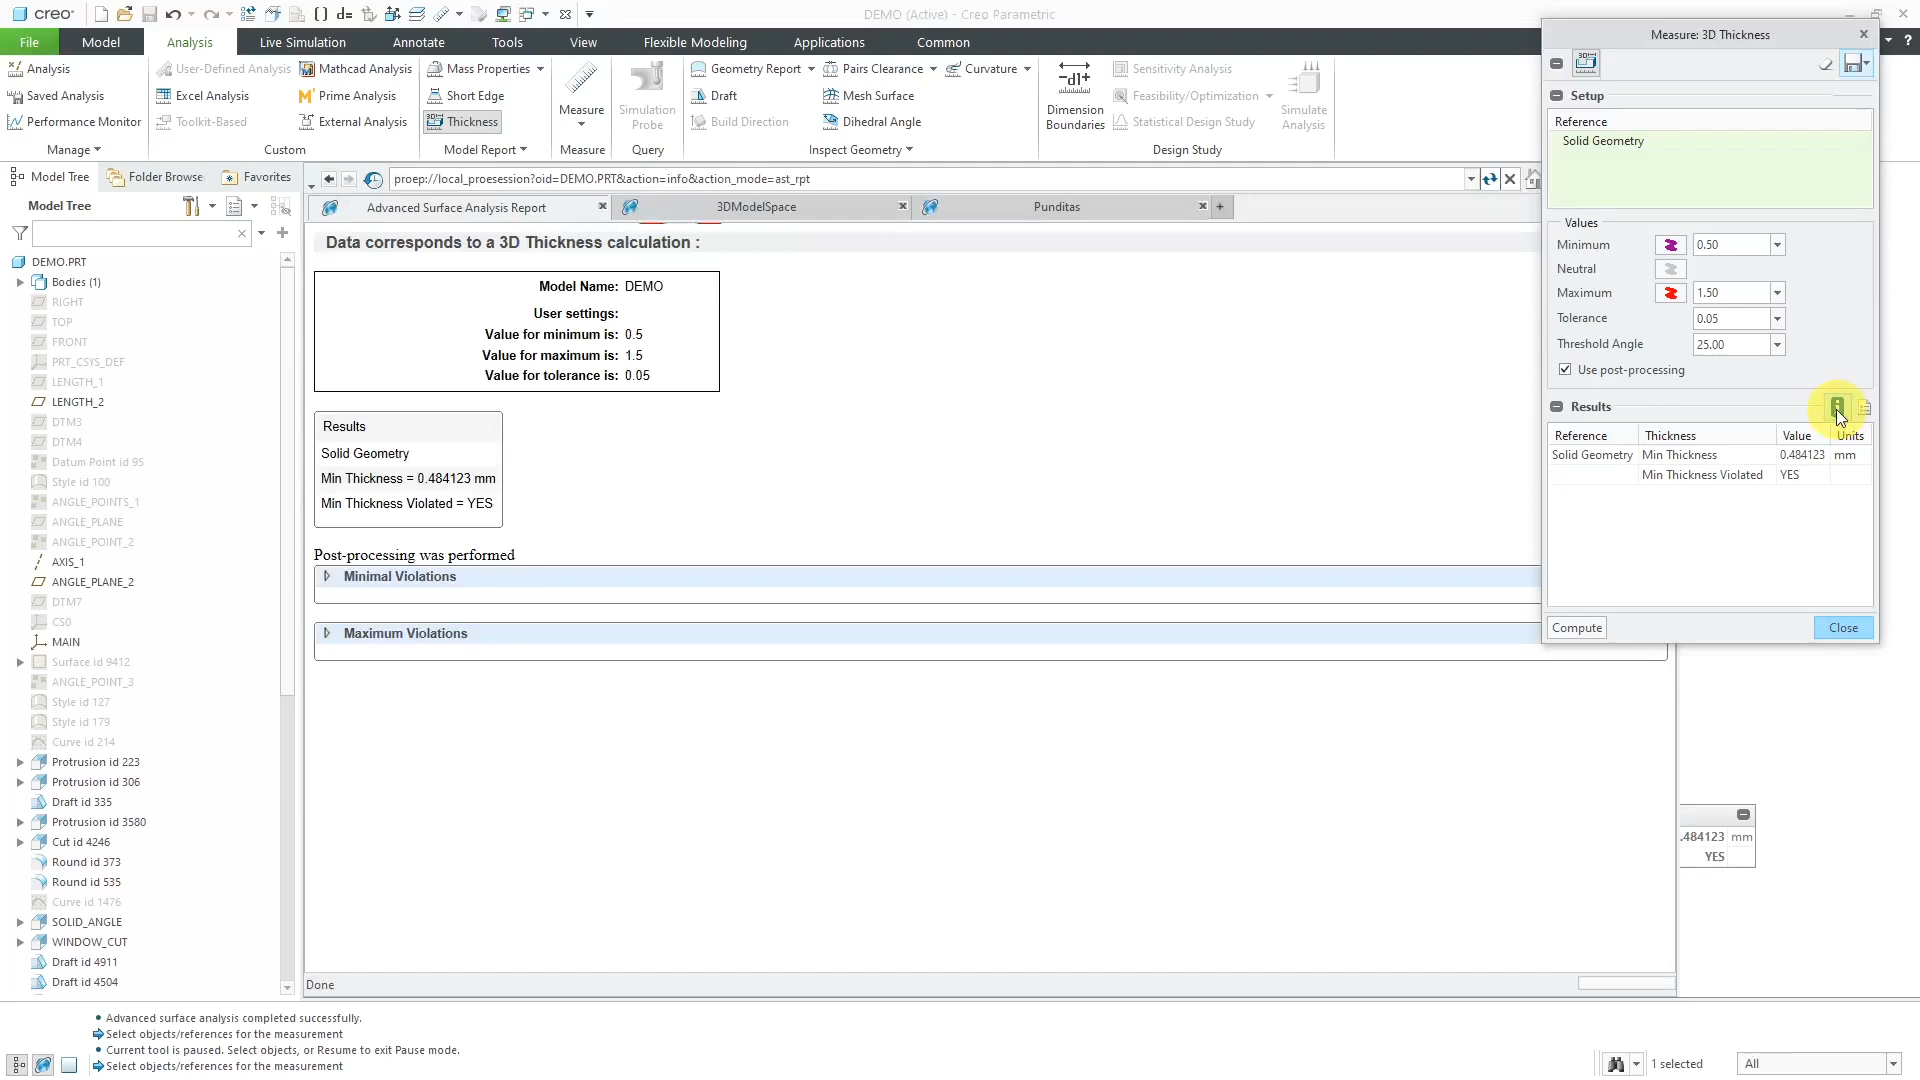 creo
d=
DEMO (Active) - Creo Parametric
File
Model
Analysis
Live Simulation
Annotate
Tools
View
Flexible Modeling
Applications
Common
?
Analysis
Saved Analysis
Performance Monitor
Manage
User-Defined Analysis
Excel Analysis
Toolkit-Based
Mathcad Analysis
Prime Analysis
External Analysis
Custom
Mass Properties
Short Edge
Thickness
Model Report
Measure
Measure
Simulation
Probe
Query
Geometry Report
Draft
Build Direction
Pairs Clearance
Mesh Surface
Dihedral Angle
Curvature
Inspect Geometry
Dimension
Boundaries
Sensitivity Analysis
Feasibility/Optimization
Statistical Design Study
Simulate
Analysis
Design Study
Model Tree
Folder Browse
Favorites
Model Tree
DEMO.PRT
Bodies (1)
RIGHT
TOP
FRONT
PRT_CSYS_DEF
LENGTH_1
LENGTH_2
DTM3
DTM4
Datum Point id 95
Style id 100
ANGLE_POINTS_1
ANGLE_PLANE
ANGLE_POINT_2
AXIS_1
ANGLE_PLANE_2
DTM7
CS0
MAIN
Surface id 9412
ANGLE_POINT_3
Style id 127
Style id 179
Curve id 214
Protrusion id 223
Protrusion id 306
Draft id 335
Protrusion id 3580
Cut id 4246
Round id 373
Round id 535
Curve id 1476
SOLID_ANGLE
WINDOW_CUT
Draft id 4911
Draft id 4504
proep://local_proesession?oid=DEMO.PRT&action=info&action_mode=ast_rpt
Advanced Surface Analysis Report
3DModelSpace
Punditas
Data corresponds to a 3D Thickness calculation :
Model Name: DEMO
User settings:
Value for minimum is: 0.5
Value for maximum is: 1.5
Value for tolerance is: 0.05
Results
Solid Geometry
Min Thickness = 0.484123 mm
Min Thickness Violated = YES
Post-processing was performed
Minimal Violations
Maximum Violations
Done
Measure: 3D Thickness
Setup
Reference
Solid Geometry
Values
Minimum 0.50
Neutral
Maximum 1.50
Tolerance 0.05
Threshold Angle 25.00
Use post-processing
Results
Reference Thickness Value Units
Solid Geometry Min Thickness 0.484123 mm
Min Thickness Violated YES
Compute
Close
.484123 mm
YES
Advanced surface analysis completed successfully.
Select objects/references for the measurement
Current tool is paused. Select objects, or Resume to exit Pause mode.
Select objects/references for the measurement
1 selected
All